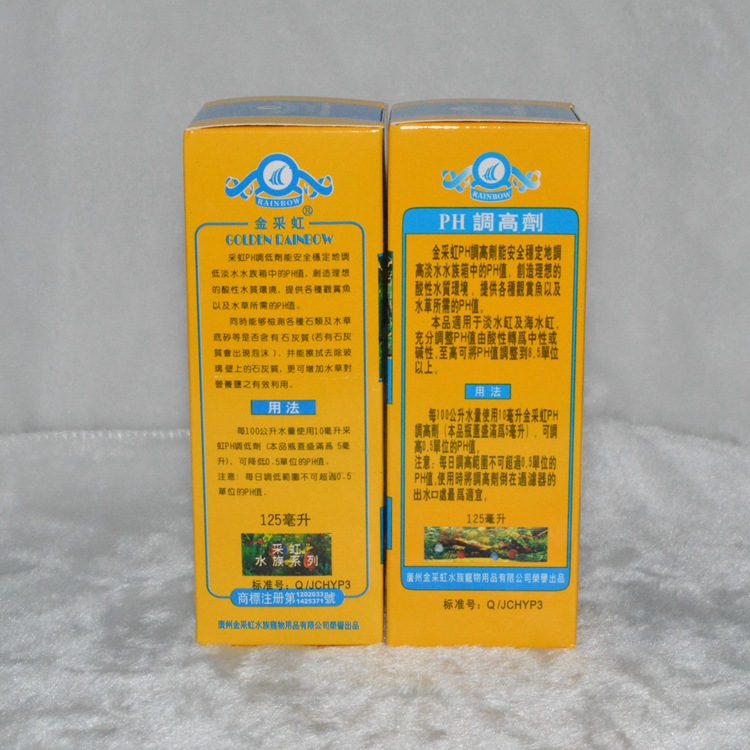 RAINBOW
金采虹®
GOLDEN RAINBOW
采虹PH調低劑能安全穩定地調
低淡水水族箱中的PH值，創造理想
的酸性水質環境，提供各種觀賞魚
以及水草所需的PH值。
同時能够檢測各種石類及水草
底砂等是否含有石灰質(若有石灰
質會出現泡沫)，并能擦拭去除玻
璃壁上的石灰質，更可增加水草對
營養鹽之有效利用。
用法
每100公升水量使用10毫升采
虹PH調低劑(本品瓶蓋盛滿爲5毫
升)，可降低0.5單位的PH值。
注意：每日調低範圍不可超過0.5
單位的PH值。
125毫升
采虹
水族系列
标准号：Q/JCHYP3
商標注册第1202033
1425371號
廣州金采虹水族寵物用品有限公司榮譽出品
RAINBOW
PH 調高劑
金采虹PH調高劑能安全穩定地調
高淡水水族箱中的PH值，創造理想的
酸性水質環境，提供各種觀賞魚以及
水草所需的PH值。
本品適用于淡水缸及海水缸，
充分調整PH值由酸性轉爲中性或
碱性，至高可將PH值調整到8.5單位
以上。
用法
每100公升水量使用10毫升金采虹PH
調高劑(本品瓶蓋盛滿爲5毫升)，可調
高0.5單位的PH值。
注意：每日調高範圍不可超過0.5單位的
PH值，使用時將調高劑倒在過濾器的
出水口處最爲適宜。
125毫升
廣州金采虹水族寵物用品有限公司榮譽出品
标准号：Q/JCHYP3